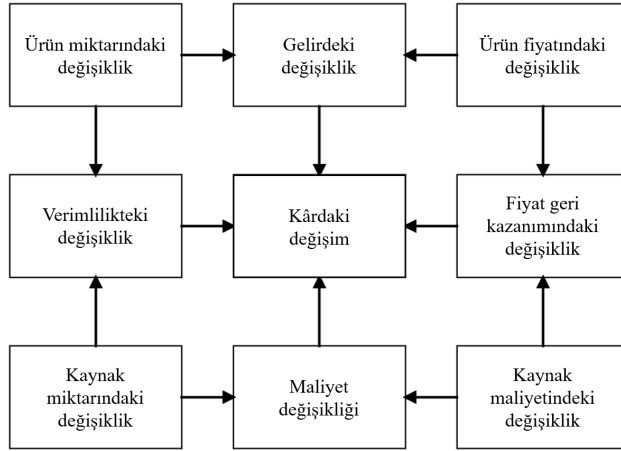 Ürün miktarındaki
değişiklik
Gelirdeki
değişiklik
Ürün fiyatındaki
değişiklik
Verimlilikteki
değişiklik
Kârdaki
değişim
Fiyat geri
kazanımındaki
değişiklik
Kaynak
miktarındaki
değişiklik
Maliyet
değişikliği
Kaynak
maliyetindeki
değişiklik